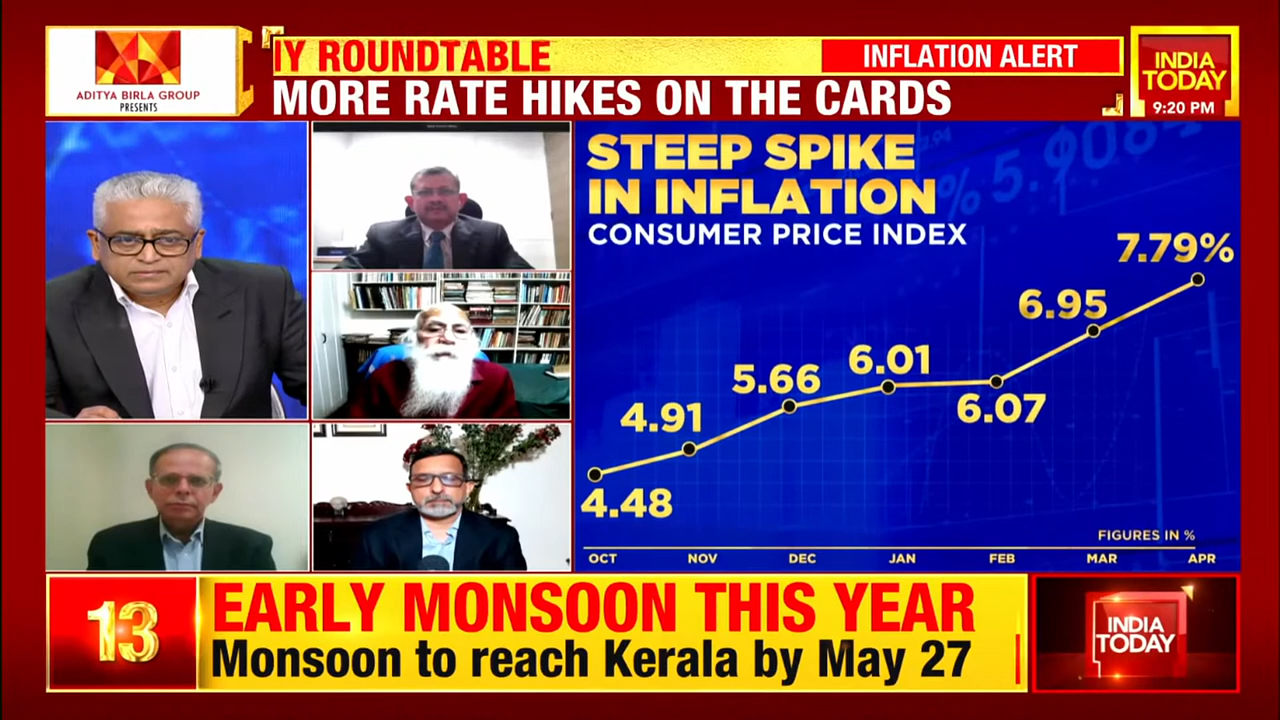 ADITYA BIRLA GROUP
PRESENTS
IY ROUNDTABLE
INFLATION ALERT
MORE RATE HIKES ON THE CARDS
INDIA
TODAY
9:20 PM
STEEP SPIKE
IN INFLATION
CONSUMER PRICE INDEX
4.48
4.91
5.66
6.01
6.07
6.95
7.79%
FIGURES IN %
OCT NOV DEC JAN FEB MAR APR
13
EARLY MONSOON THIS YEAR
Monsoon to reach Kerala by May 27
INDIA
TODAY